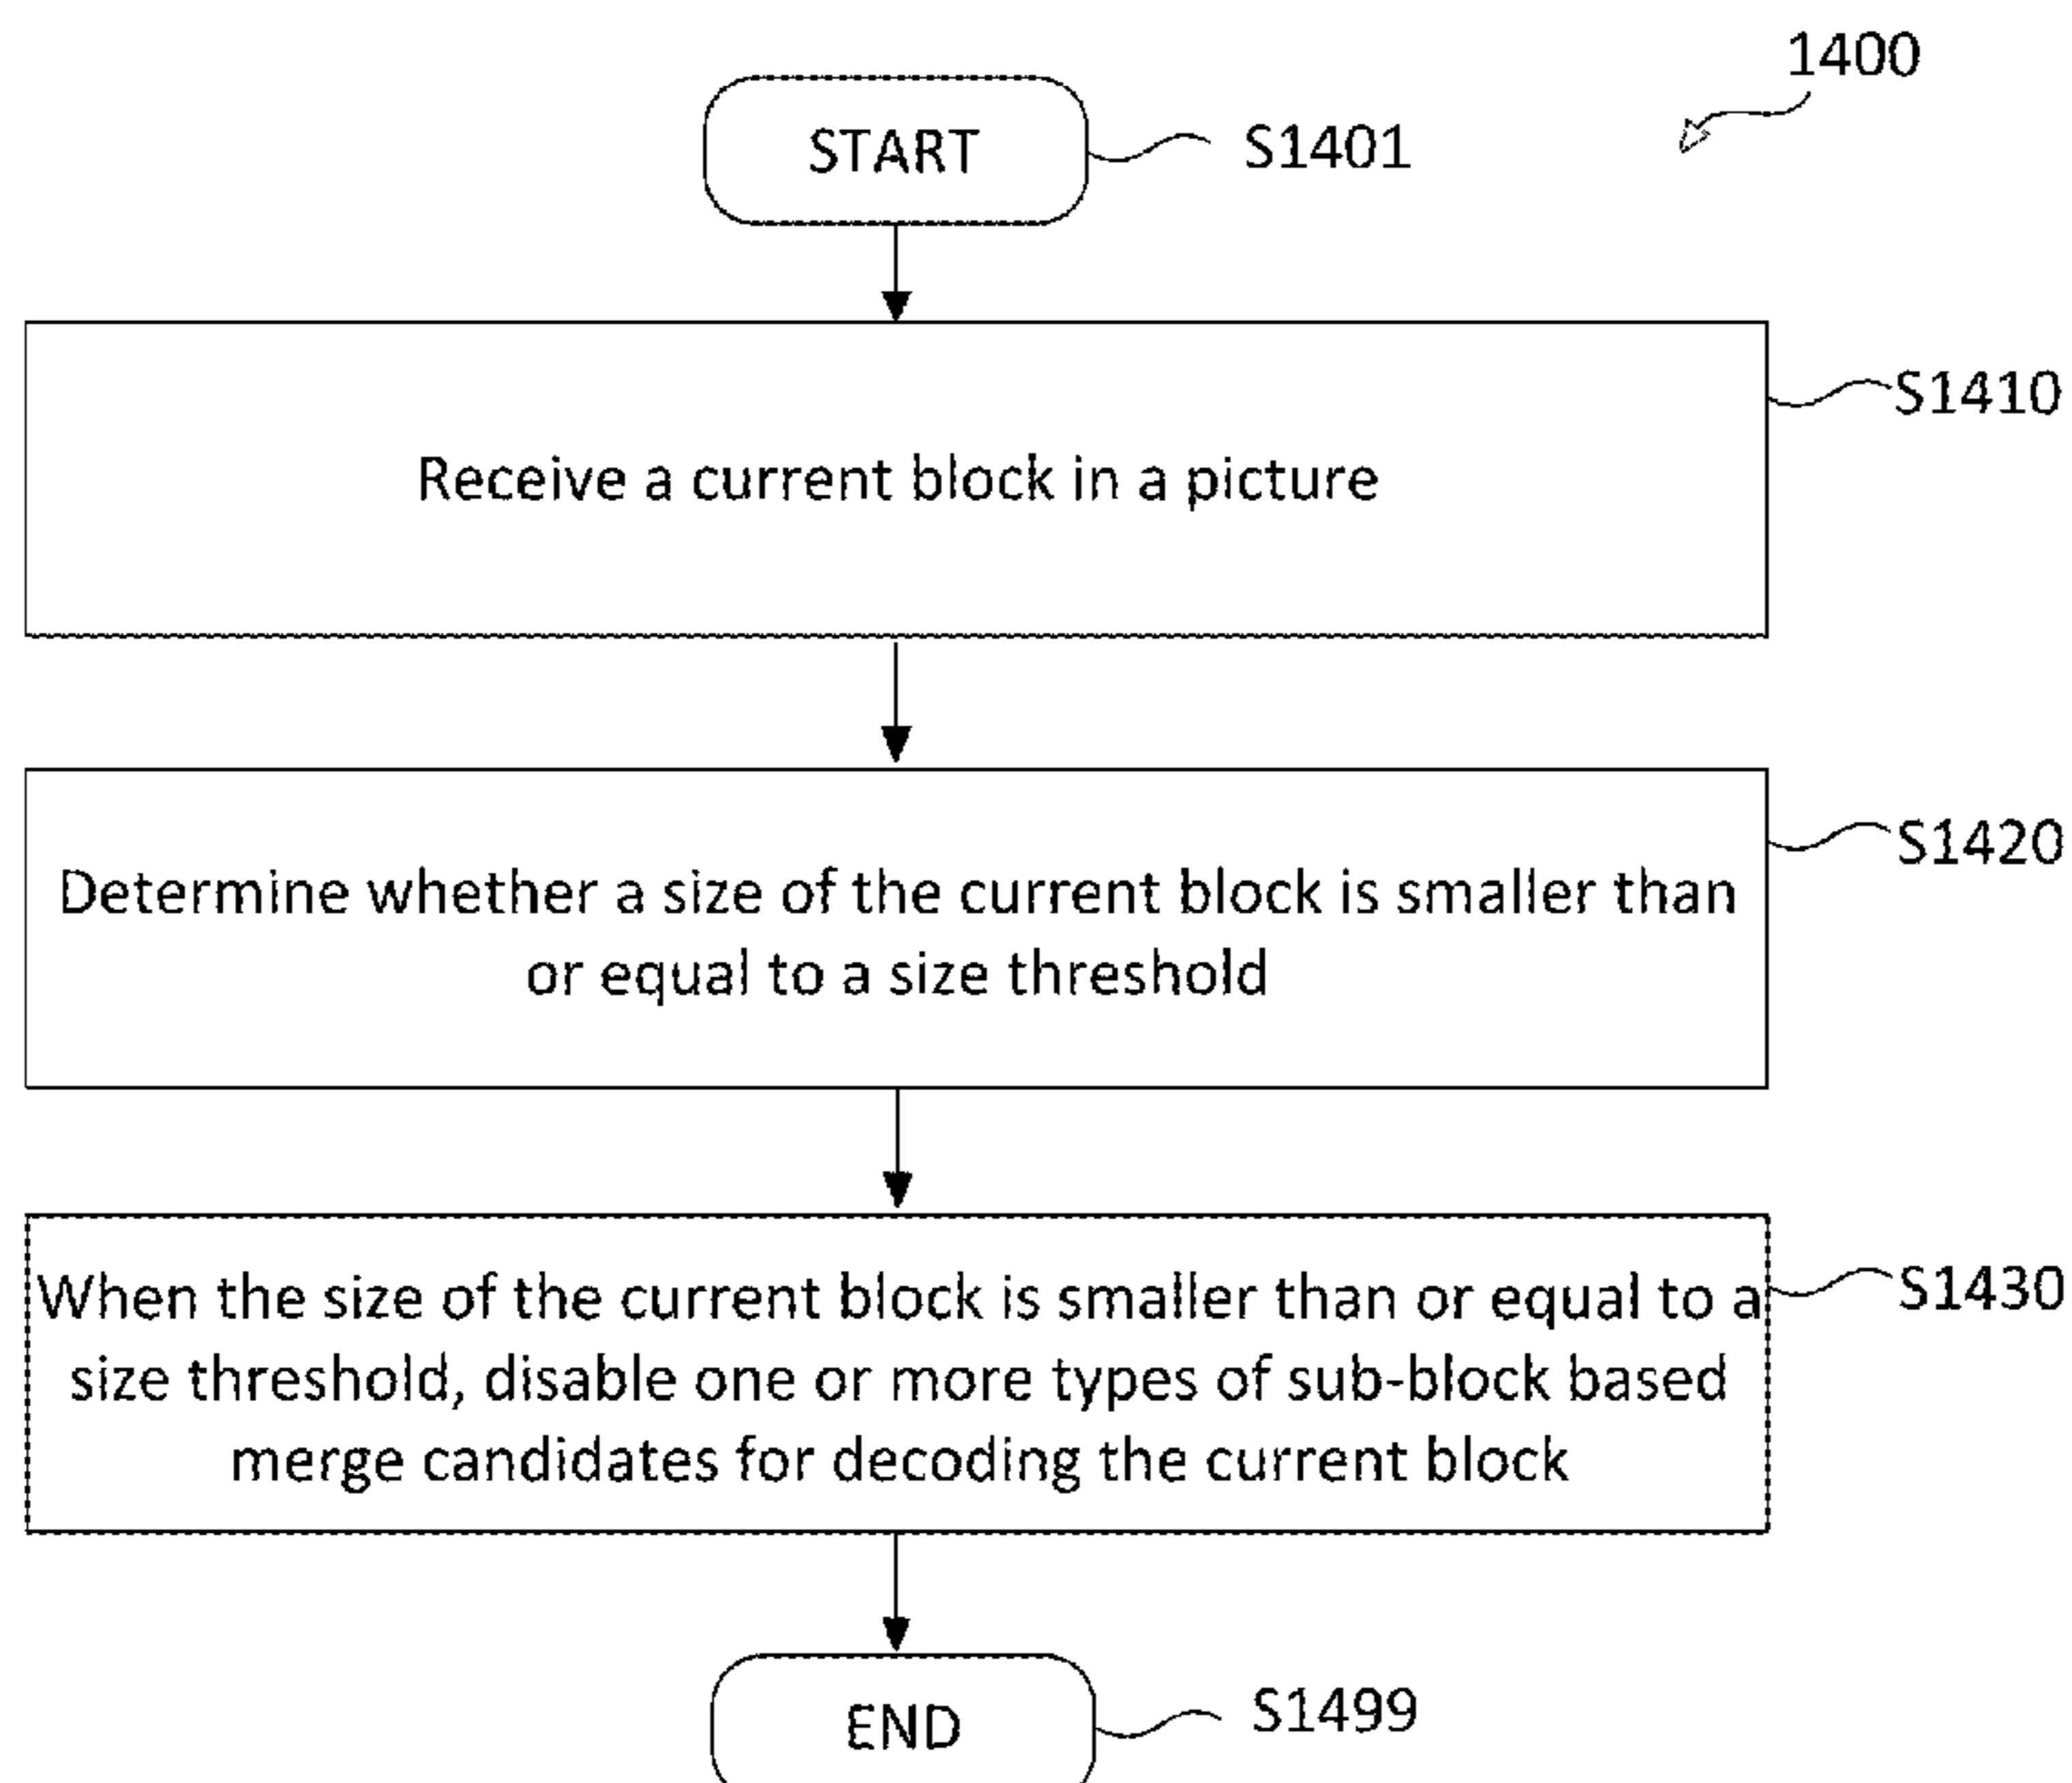 1400
START
S1401
Receive a current block in a picture
S1410
Determine whether a size of the current block is smaller than
or equal to a size threshold
S1420
When the size of the current block is smaller than or equal to a
size threshold, disable one or more types of sub-block based
merge candidates for decoding the current block
S1430
END
S1499